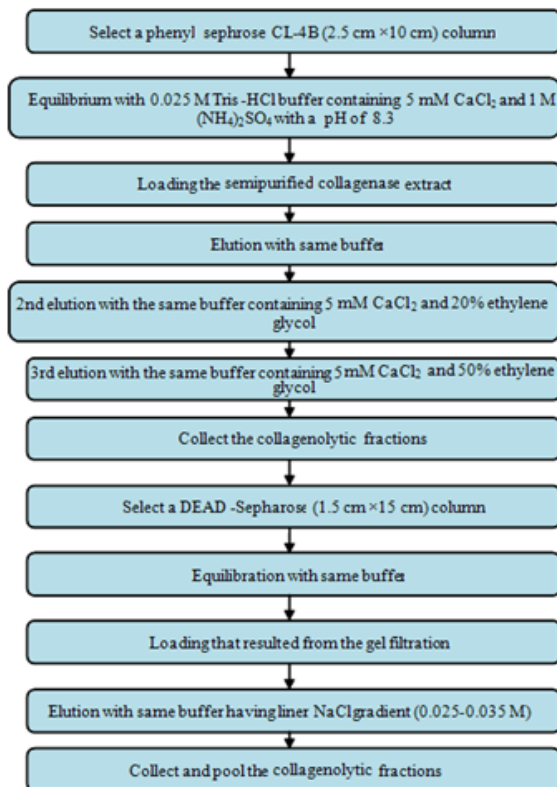 Select a phenyl sephrose CL-4B (2.5 cm ×10 cm) column
Equilibrium with 0.025 M Tris-HCl buffer containing 5 mM CaCl₂ and 1 M
(NH₄)₂SO₄ with a pH of 8.3
Loading the semipurified collagenase extract
Elution with same buffer
2nd elution with the same buffer containing 5 mM CaCl₂ and 20% ethylene
glycol
3rd elution with the same buffer containing 5 mM CaCl₂ and 50% ethylene
glycol
Collect the collagenolytic fractions
Select a DEAD -Sepharose (1.5 cm ×15 cm) column
Equilibration with same buffer
Loading that resulted from the gel filtration
Elution with same buffer having liner NaCl gradient (0.025-0.035 M)
Collect and pool the collagenolytic fractions